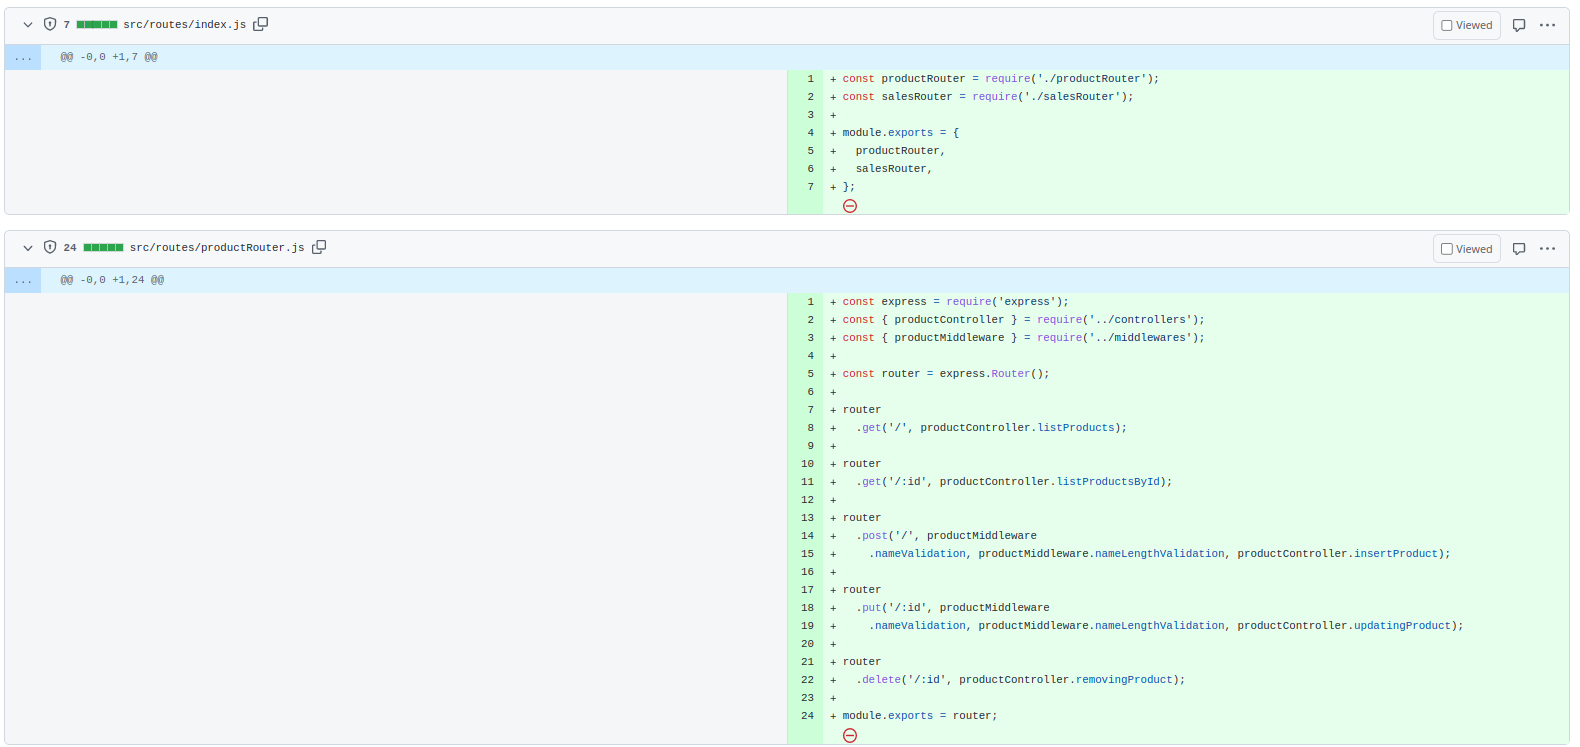 7 src/routes/index.js Viewed
... @@ -0,0 +1,7 @@
1 + const productRouter = require('./productRouter');
2 + const salesRouter = require('./salesRouter');
3 +
4 + module.exports = {
5 +   productRouter,
6 +   salesRouter,
7 + };
24 src/routes/productRouter.js Viewed
... @@ -0,0 +1,24 @@
1 + const express = require('express');
2 + const { productController } = require('../controllers');
3 + const { productMiddleware } = require('../middlewares');
4 +
5 + const router = express.Router();
6 +
7 + router
8 +   .get('/', productController.listProducts);
9 +
10 + router
11 +   .get('/:id', productController.listProductsById);
12 +
13 + router
14 +   .post('/', productMiddleware
15 +     .nameValidation, productMiddleware.nameLengthValidation, productController.insertProduct);
16 +
17 + router
18 +   .put('/:id', productMiddleware
19 +     .nameValidation, productMiddleware.nameLengthValidation, productController.updatingProduct);
20 +
21 + router
22 +   .delete('/:id', productController.removingProduct);
23 +
24 + module.exports = router;